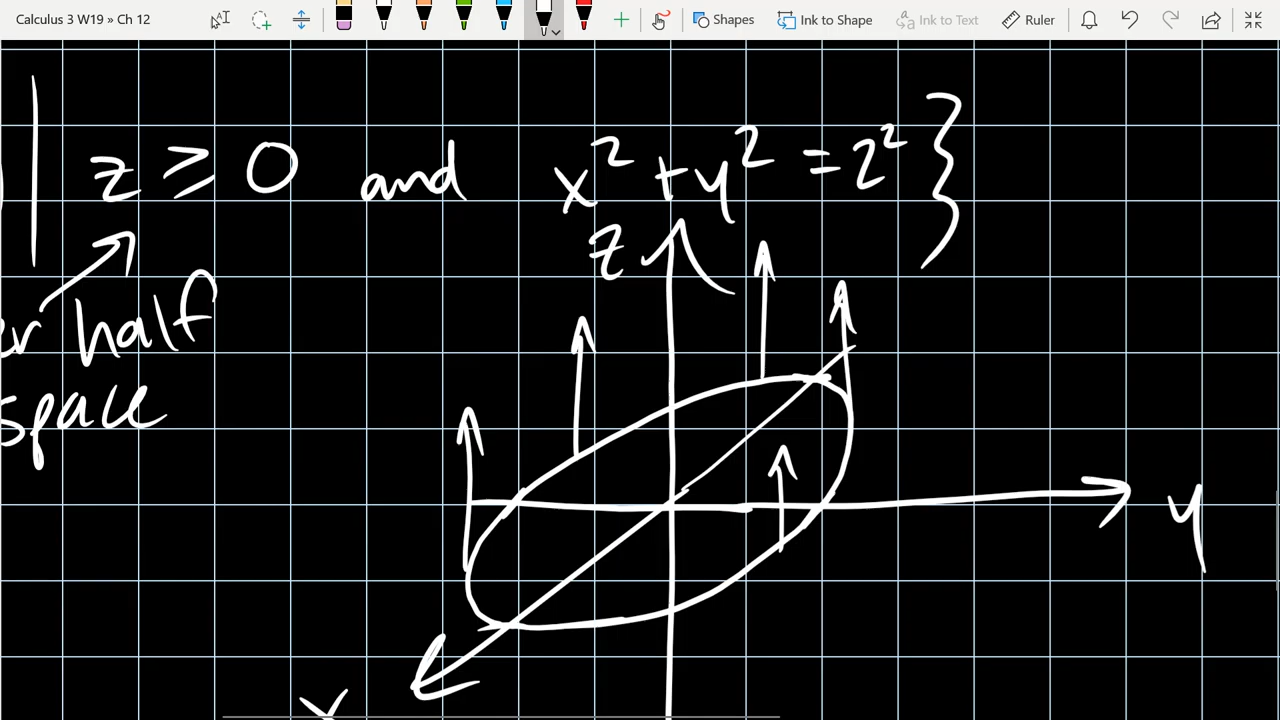 Calculus 3 W19 » Ch 12
Shapes
Ink to Shape
Ink to Text
Ruler
| z ≥ 0 and x² + y² = 2² }
z
half
space
y
x